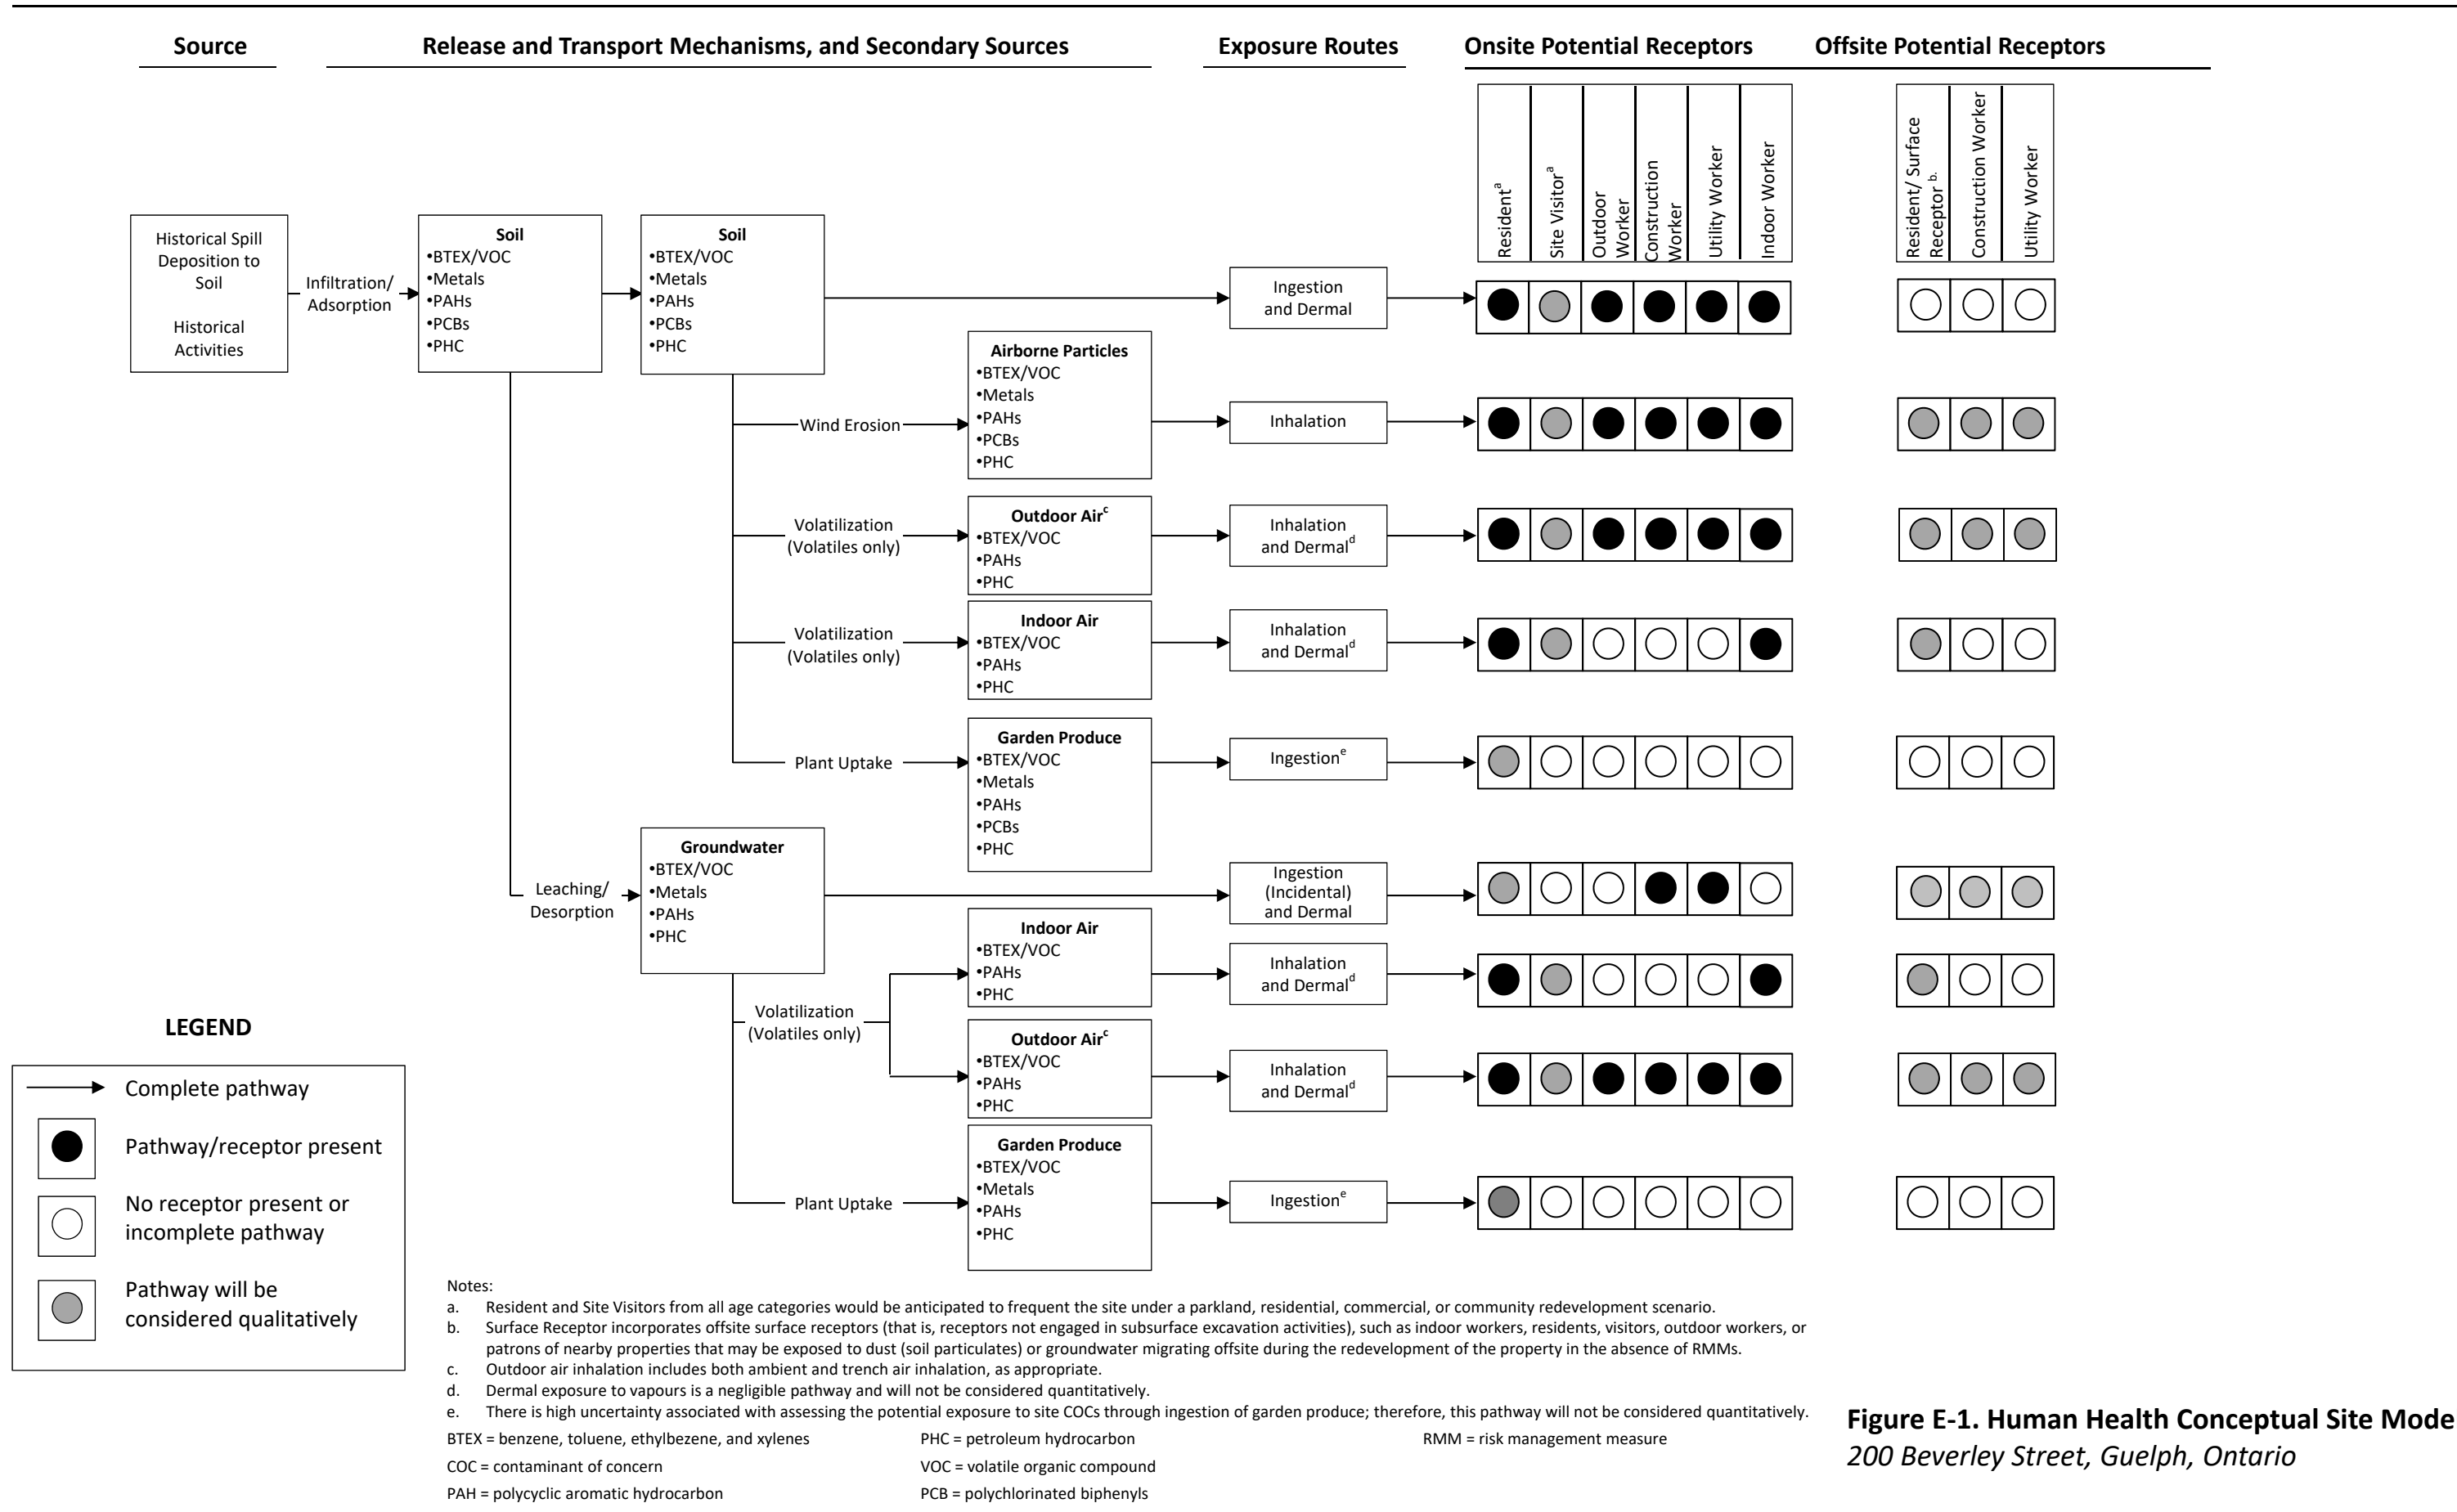 Source
Release and Transport Mechanisms, and Secondary Sources
Exposure Routes
Onsite Potential Receptors
Offsite Potential Receptors
Resident^a
Site Visitor^a
Outdoor
Worker
Construction
Worker
Utility Worker
Indoor Worker
Resident/ Surface
Receptor ^b.
Construction Worker
Utility Worker
Historical Spill
Deposition to
Soil
Historical
Activities
Infiltration/
Adsorption
Soil
•BTEX/VOC
•Metals
•PAHs
•PCBs
•PHC
Soil
•BTEX/VOC
•Metals
•PAHs
•PCBs
•PHC
Ingestion
and Dermal
Wind Erosion
Airborne Particles
•BTEX/VOC
•Metals
•PAHs
•PCBs
•PHC
Inhalation
Volatilization
(Volatiles only)
Outdoor Air^c
•BTEX/VOC
•PAHs
•PHC
Inhalation
and Dermal^d
Volatilization
(Volatiles only)
Indoor Air
•BTEX/VOC
•PAHs
•PHC
Inhalation
and Dermal^d
Plant Uptake
Garden Produce
•BTEX/VOC
•Metals
•PAHs
•PCBs
•PHC
Ingestion^e
Leaching/
Desorption
Groundwater
•BTEX/VOC
•Metals
•PAHs
•PHC
Ingestion
(Incidental)
and Dermal
Volatilization
(Volatiles only)
Indoor Air
•BTEX/VOC
•PAHs
•PHC
Inhalation
and Dermal^d
Outdoor Air^c
•BTEX/VOC
•PAHs
•PHC
Inhalation
and Dermal^d
Plant Uptake
Garden Produce
•BTEX/VOC
•Metals
•PAHs
•PHC
Ingestion^e
LEGEND
Complete pathway
Pathway/receptor present
No receptor present or
incomplete pathway
Pathway will be
considered qualitatively
Notes:
a. Resident and Site Visitors from all age categories would be anticipated to frequent the site under a parkland, residential, commercial, or community redevelopment scenario.
b. Surface Receptor incorporates offsite surface receptors (that is, receptors not engaged in subsurface excavation activities), such as indoor workers, residents, visitors, outdoor workers, or
patrons of nearby properties that may be exposed to dust (soil particulates) or groundwater migrating offsite during the redevelopment of the property in the absence of RMMs.
c. Outdoor air inhalation includes both ambient and trench air inhalation, as appropriate.
d. Dermal exposure to vapours is a negligible pathway and will not be considered quantitatively.
e. There is high uncertainty associated with assessing the potential exposure to site COCs through ingestion of garden produce; therefore, this pathway will not be considered quantitatively.
BTEX = benzene, toluene, ethylbezene, and xylenes
PHC = petroleum hydrocarbon
RMM = risk management measure
COC = contaminant of concern
VOC = volatile organic compound
PAH = polycyclic aromatic hydrocarbon
PCB = polychlorinated biphenyls
Figure E-1. Human Health Conceptual Site Mode
200 Beverley Street, Guelph, Ontario